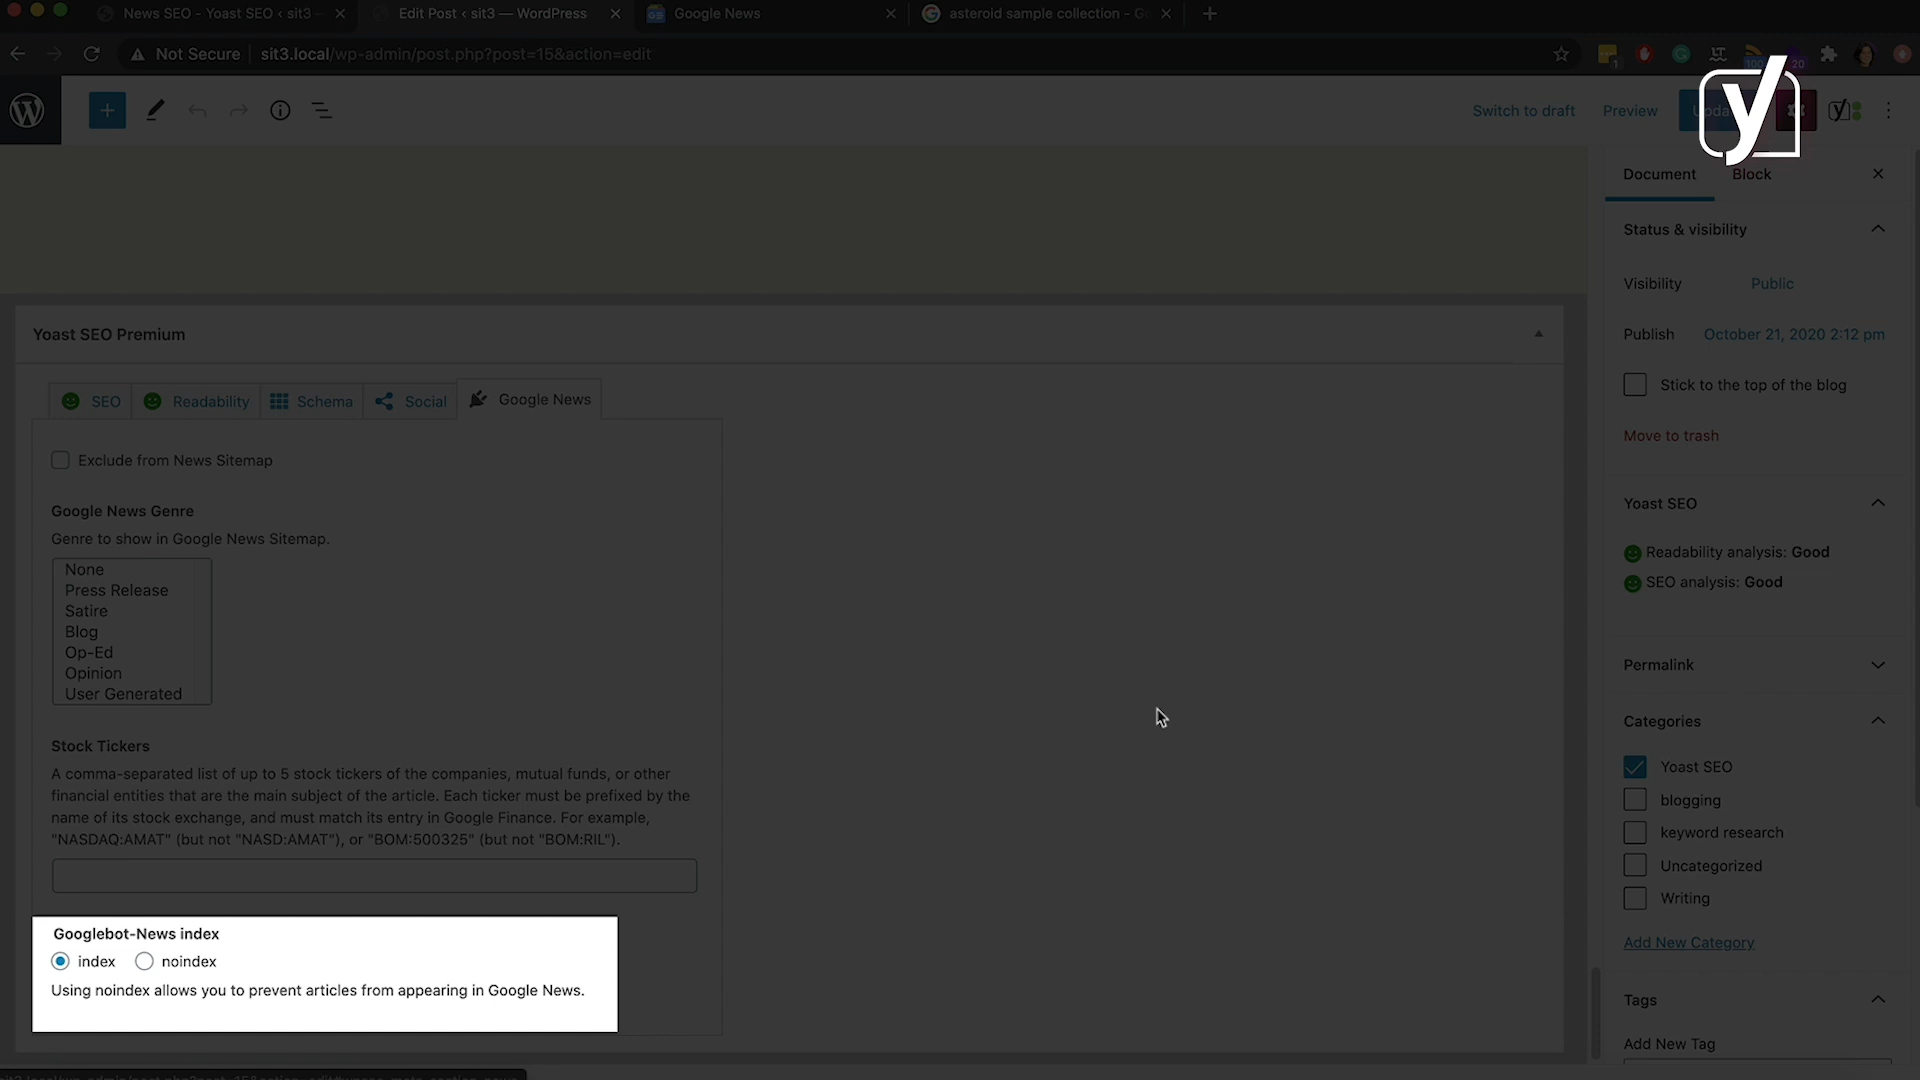 News SEO - Yoast SEO ‹ sit3 —
Edit Post ‹ sit3 — WordPress
Google News
asteroid sample collection - Go
Not Secure
sit3.local/wp-admin/post.php?post=15&action=edit
1
100
20
Switch to draft
Preview
Upda
y
Document
Block
Status & visibility
Visibility
Public
Publish
October 21, 2020 2:12 pm
Stick to the top of the blog
Move to trash
Yoast SEO
Readability analysis: Good
SEO analysis: Good
Permalink
Categories
Yoast SEO
blogging
keyword research
Uncategorized
Writing
Add New Category
Tags
Add New Tag
Yoast SEO Premium
SEO
Readability
Schema
Social
Google News
Exclude from News Sitemap
Google News Genre
Genre to show in Google News Sitemap.
None
Press Release
Satire
Blog
Op-Ed
Opinion
User Generated
Stock Tickers
A comma-separated list of up to 5 stock tickers of the companies, mutual funds, or other
financial entities that are the main subject of the article. Each ticker must be prefixed by the
name of its stock exchange, and must match its entry in Google Finance. For example,
"NASDAQ:AMAT" (but not "NASD:AMAT"), or "BOM:500325" (but not "BOM:RIL").
Googlebot-News index
index
noindex
Using noindex allows you to prevent articles from appearing in Google News.